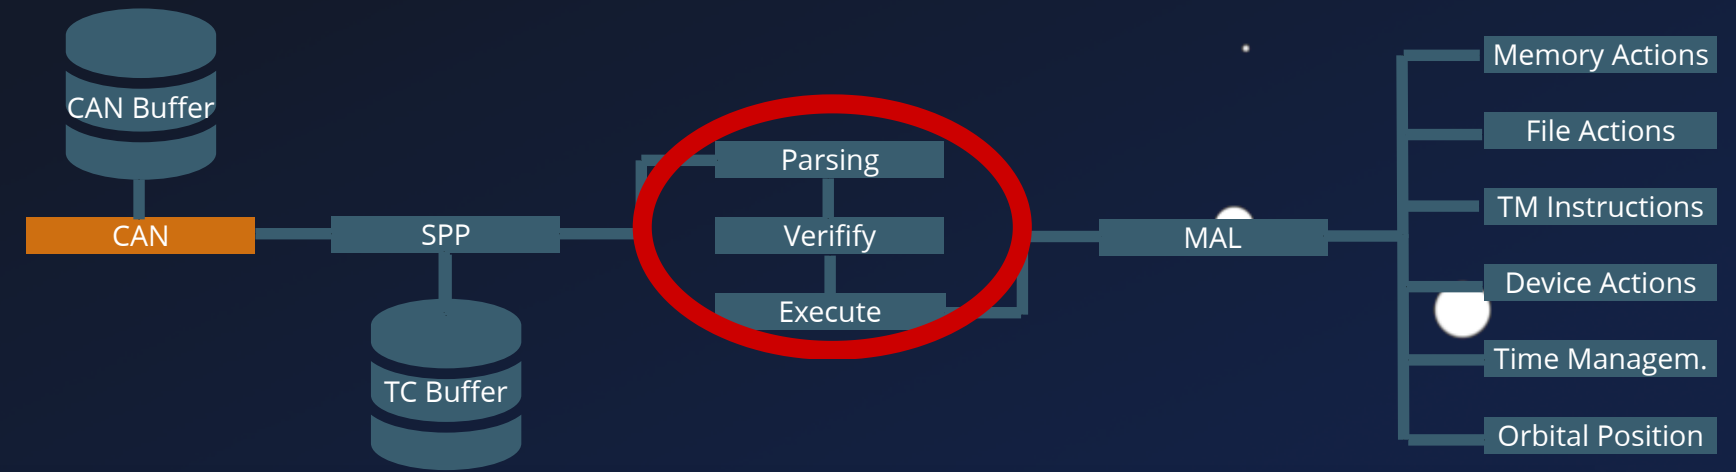 CAN Buffer
CAN
SPP
TC Buffer
Parsing
Verifify
Execute
MAL
Memory Actions
File Actions
TM Instructions
Device Actions
Time Managem.
Orbital Position